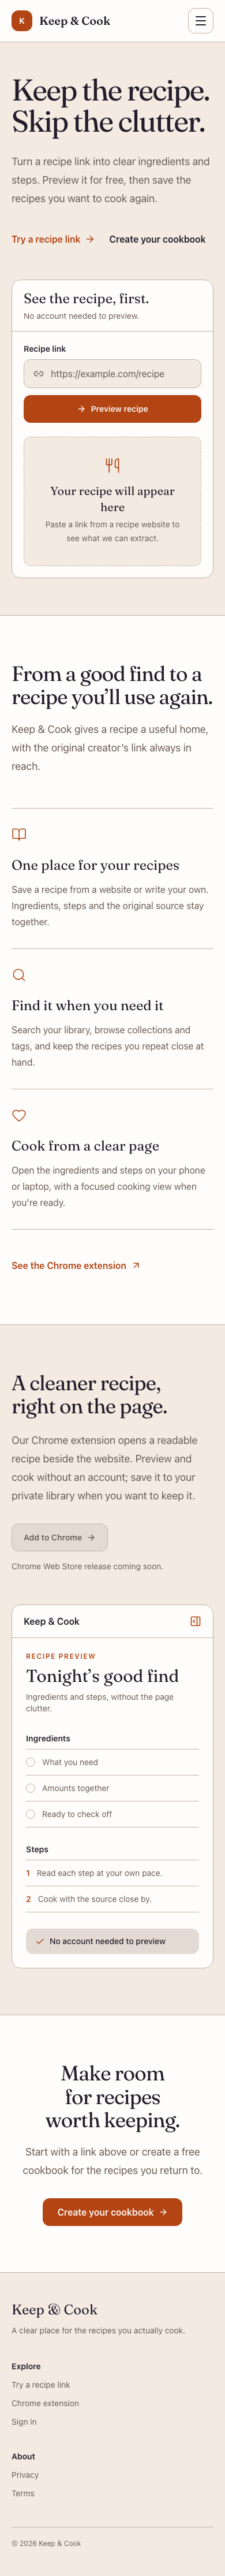 K Keep & Cook
Keep the recipe.
Skip the clutter.
Turn a recipe link into clear ingredients and
steps. Preview it for free, then save the
recipes you want to cook again.
Try a recipe link → Create your cookbook
See the recipe, first.
No account needed to preview.
Recipe link
https://example.com/recipe
→ Preview recipe
Your recipe will appear
here
Paste a link from a recipe website to
see what we can extract.
From a good find to a
recipe you’ll use again.
Keep & Cook gives a recipe a useful home,
with the original creator’s link always in
reach.
One place for your recipes
Save a recipe from a website or write your own.
Ingredients, steps and the original source stay
together.
Find it when you need it
Search your library, browse collections and
tags, and keep the recipes you repeat close at
hand.
Cook from a clear page
Open the ingredients and steps on your phone
or laptop, with a focused cooking view when
you’re ready.
See the Chrome extension ↗
A cleaner recipe,
right on the page.
Our Chrome extension opens a readable
recipe beside the website. Preview and
cook without an account; save it to your
private library when you want to keep it.
Add to Chrome →
Chrome Web Store release coming soon.
Keep & Cook
RECIPE PREVIEW
Tonight’s good find
Ingredients and steps, without the page
clutter.
Ingredients
What you need
Amounts together
Ready to check off
Steps
1 Read each step at your own pace.
2 Cook with the source close by.
No account needed to preview
Make room
for recipes
worth keeping.
Start with a link above or create a free
cookbook for the recipes you return to.
Create your cookbook →
Keep & Cook
A clear place for the recipes you actually cook.
Explore
Try a recipe link
Chrome extension
Sign in
About
Privacy
Terms
© 2026 Keep & Cook